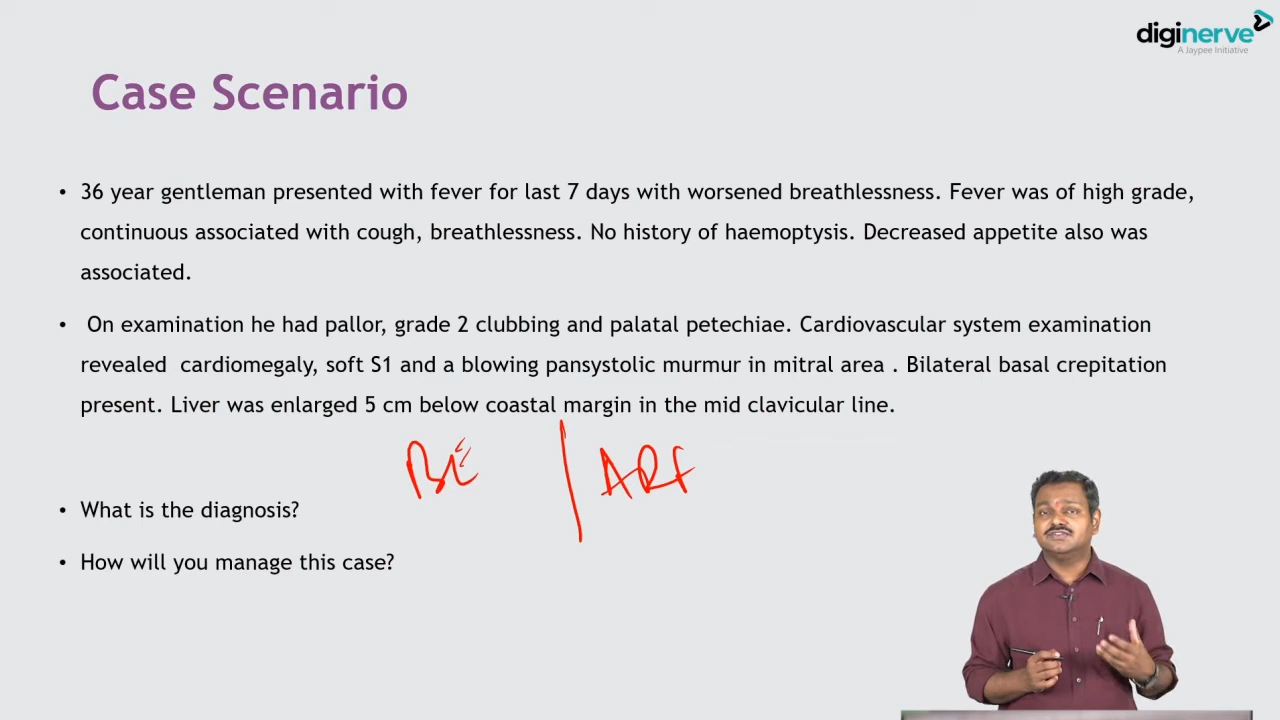 diginerve
A Jaypee Initiative
Case Scenario
• 36 year gentleman presented with fever for last 7 days with worsened breathlessness. Fever was of high grade,
continuous associated with cough, breathlessness. No history of haemoptysis. Decreased appetite also was
associated.
• On examination he had pallor, grade 2 clubbing and palatal petechiae. Cardiovascular system examination
revealed cardiomegaly, soft S1 and a blowing pansystolic murmur in mitral area . Bilateral basal crepitation
present. Liver was enlarged 5 cm below coastal margin in the mid clavicular line.
BE | ARF
• What is the diagnosis?
• How will you manage this case?